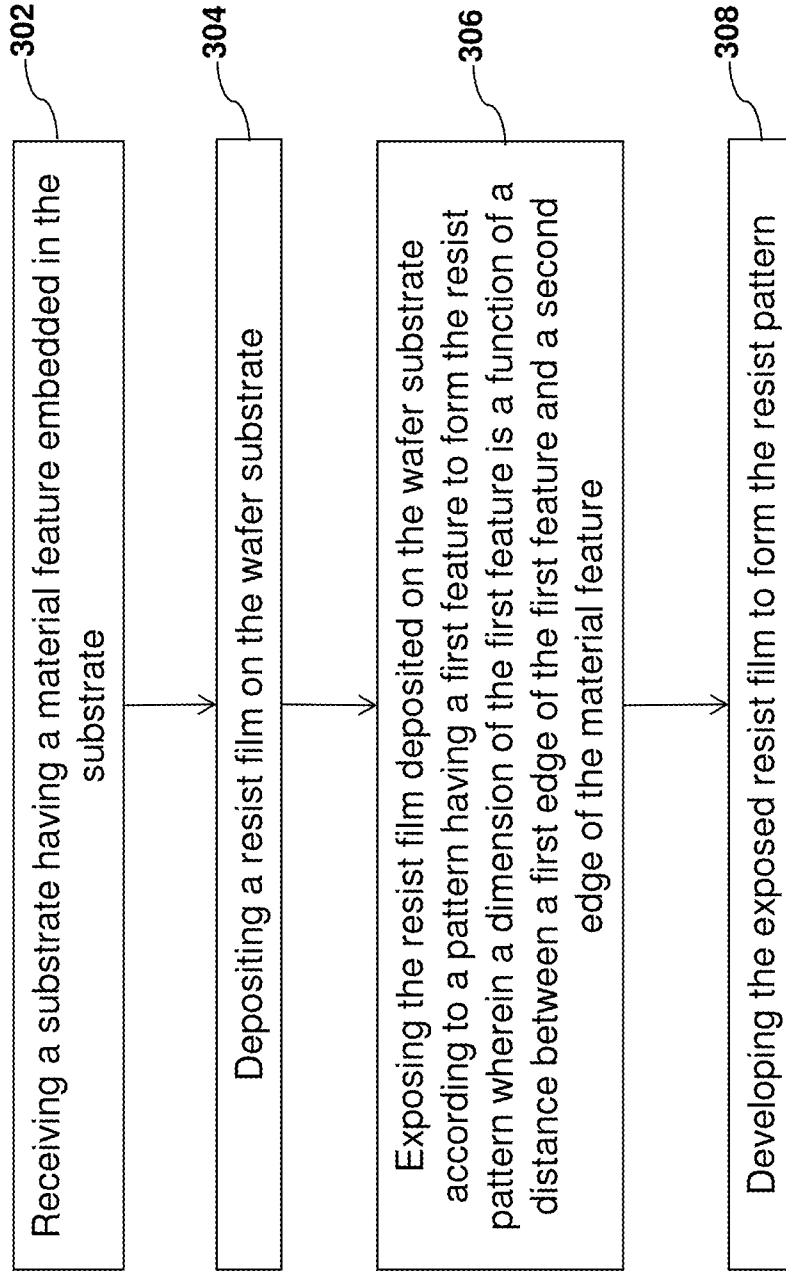 302
Receiving a substrate having a material feature embedded in the
substrate
304
Depositing a resist film on the wafer substrate
306
Exposing the resist film deposited on the wafer substrate
according to a pattern having a first feature to form the resist
pattern wherein a dimension of the first feature is a function of a
distance between a first edge of the first feature and a second
edge of the material feature
308
Developing the exposed resist film to form the resist pattern